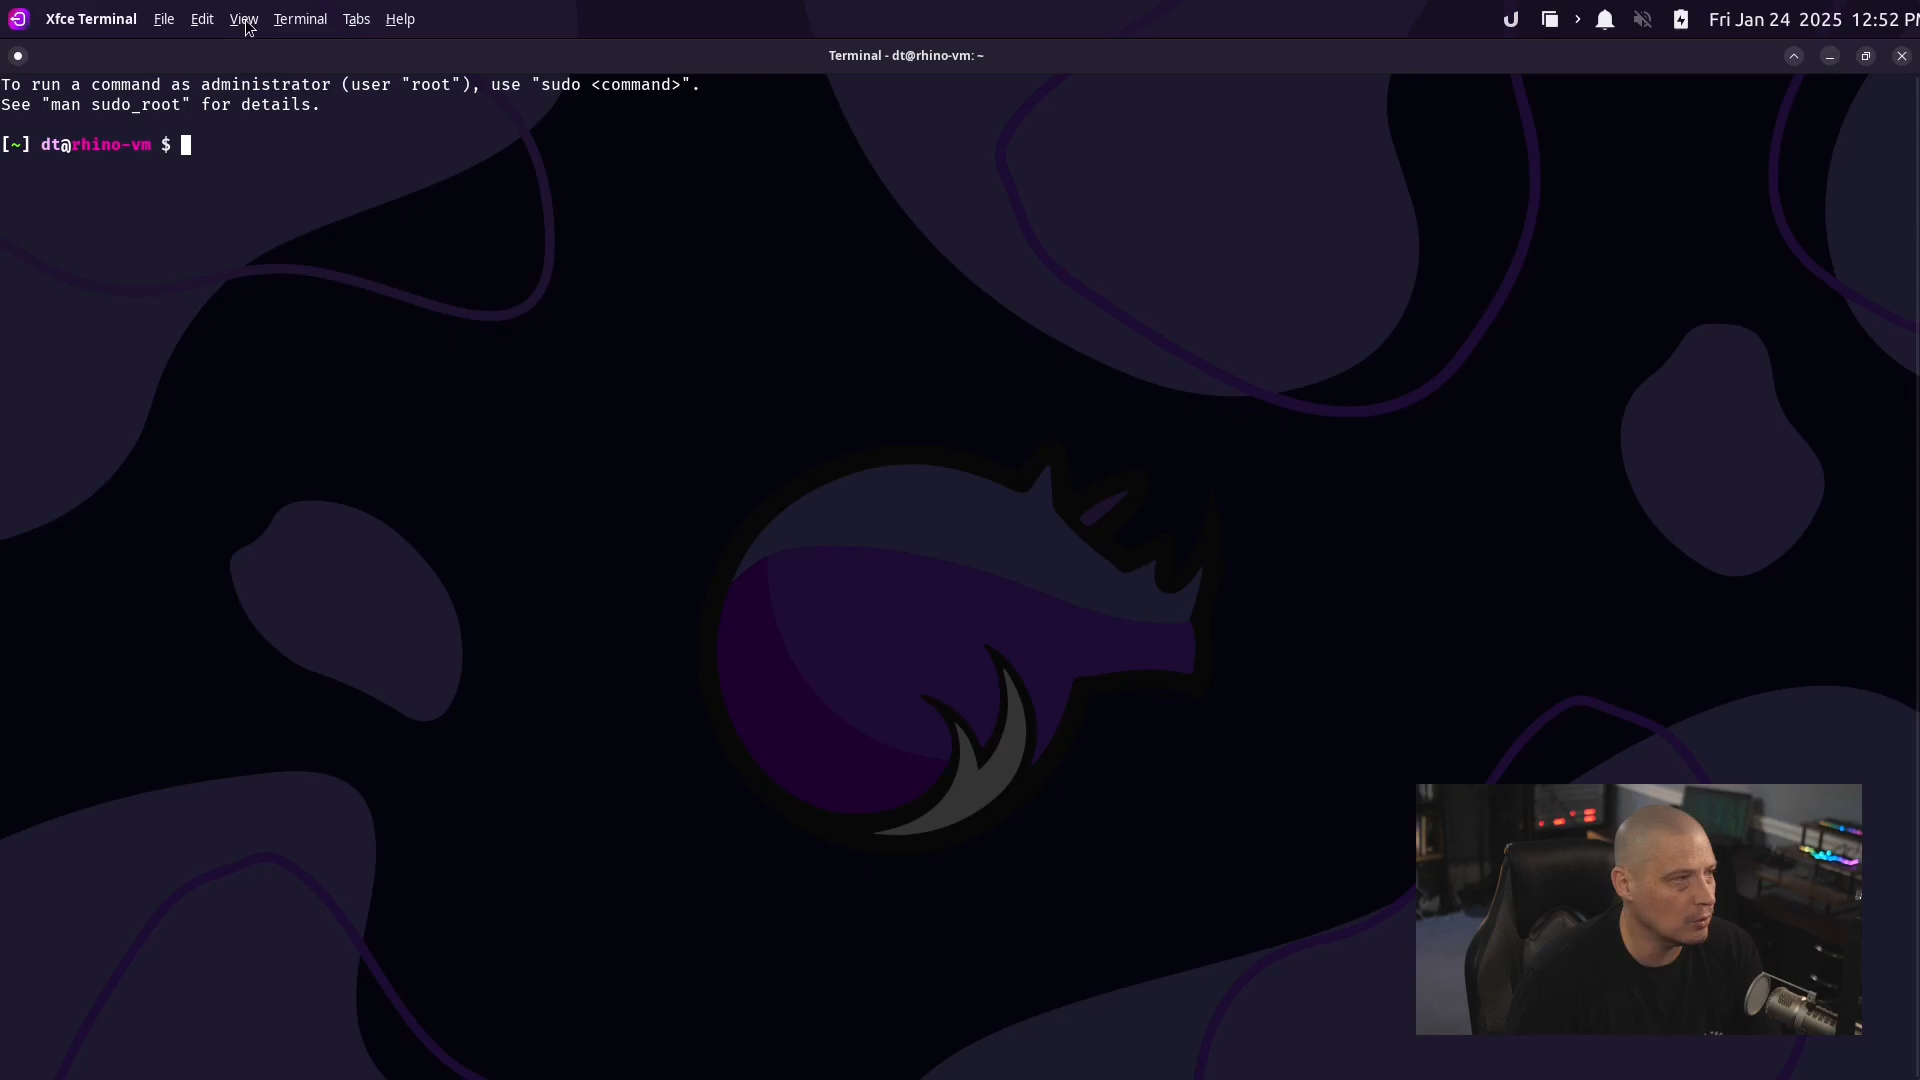 Xfce Terminal File Edit View Terminal Tabs Help
Fri Jan 24 2025 12:52 PM
Terminal - dt@rhino-vm: ~
To run a command as administrator (user "root"), use "sudo <command>".
See "man sudo_root" for details.
[~] dt@rhino-vm $